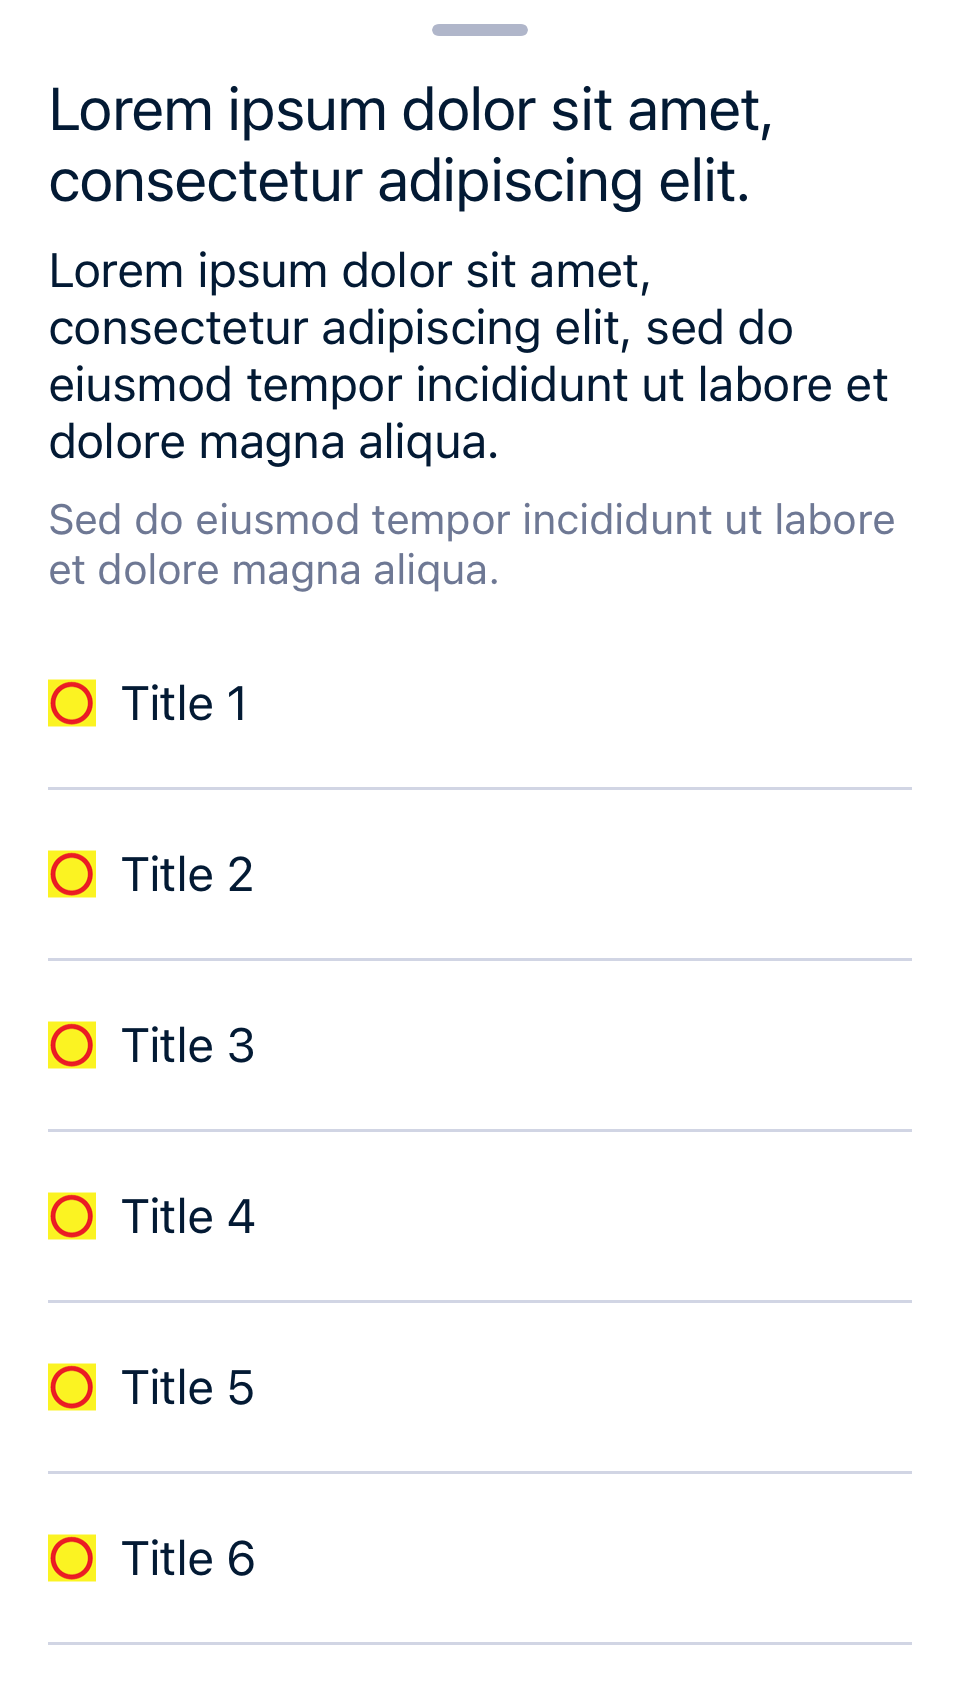 Lorem ipsum dolor sit amet,
consectetur adipiscing elit.
Lorem ipsum dolor sit amet,
consectetur adipiscing elit, sed do
eiusmod tempor incididunt ut labore et
dolore magna aliqua.
Sed do eiusmod tempor incididunt ut labore
et dolore magna aliqua.
Title 1
Title 2
Title 3
Title 4
Title 5
Title 6